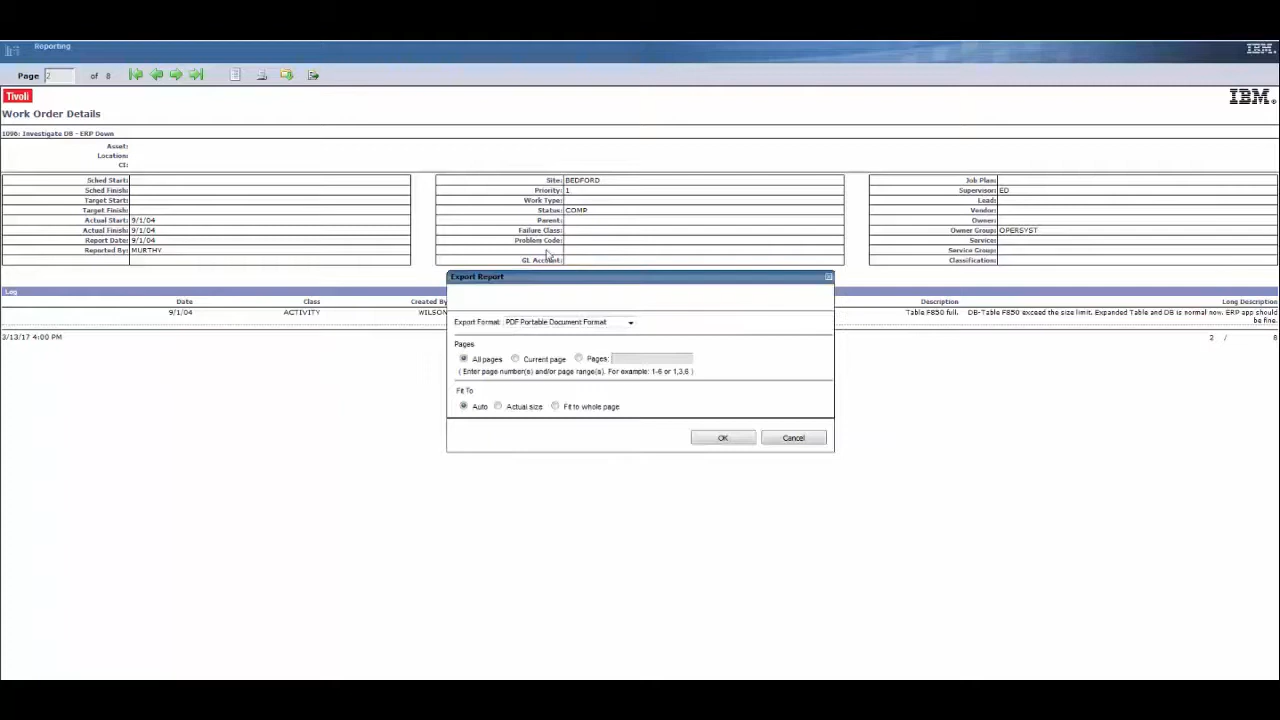 Reporting
IBM.
Page 2 of 8
Tivoli
IBM.
Work Order Details
1096: Investigate DB - ERP Down
Asset:
Location:
CI:
Sched Start:
Sched Finish:
Target Start:
Target Finish:
Actual Start: 9/1/04
Actual Finish: 9/1/04
Report Date: 9/1/04
Reported By: MURTHY
Site: BEDFORD
Priority: 1
Work Type:
Status: COMP
Parent:
Failure Class:
Problem Code:
GL Account:
Job Plan:
Supervisor: ED
Lead:
Vendor:
Owner:
Owner Group: OPERSYST
Service:
Service Group:
Classification:
Export Report
Log
Date Class Created By Description Long Description
9/1/04 ACTIVITY WILSON Table F850 full. DB-Table F850 exceed the size limit. Expanded Table and DB is normal now. ERP app should
be fine.
3/13/17 4:00 PM 2 / 8
Export Format: PDF Portable Document Format
Pages
All pages Current page Pages:
( Enter page number(s) and/or page range(s). For example: 1-6 or 1,3,6 )
Fit To
Auto Actual size Fit to whole page
OK Cancel